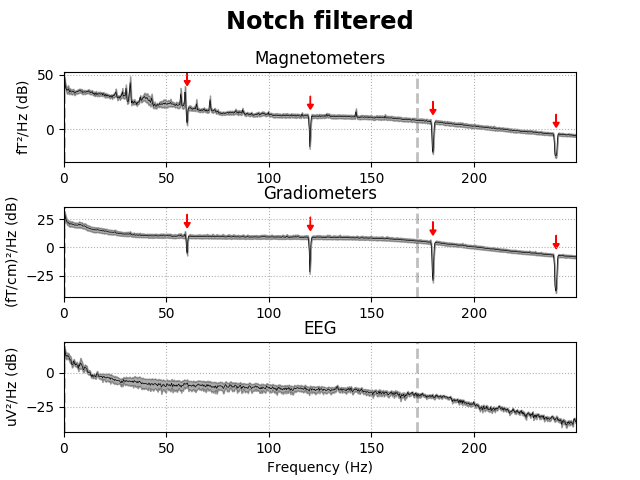 Notch filtered
Magnetometers
fT²/Hz (dB)
50
0
0 50 100 150 200
Gradiometers
(fT/cm)²/Hz (dB)
25
0
−25
0 50 100 150 200
EEG
uV²/Hz (dB)
0
−25
0 50 100 150 200
Frequency (Hz)